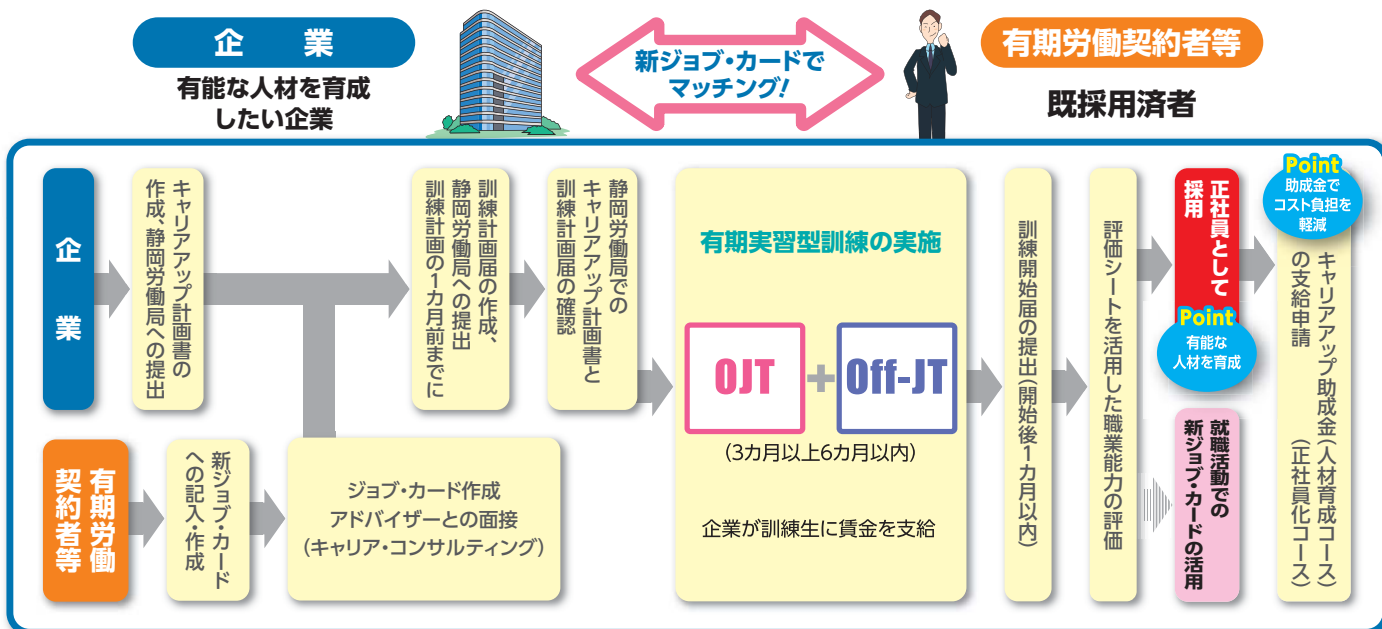 企業
有能な人材を育成
したい企業
新ジョブ・カードで
マッチング!
有期労働契約者等
既採用済者
企業
キャリアアップ計画書の
作成、静岡労働局への提出
訓練計画届の作成、
静岡労働局への提出
訓練計画の1カ月前までに
静岡労働局での
キャリアアップ計画書と
訓練計画届の確認
有期実習型訓練の実施
OJT
+
Off-JT
(3カ月以上6カ月以内)
企業が訓練生に賃金を支給
訓練開始届の提出(開始後1カ月以内)
評価シートを活用した職業能力の評価
正社員として
採用
Point
有能な
人材を育成
就職活動での
新ジョブ・カードの活用
Point
助成金で
コスト負担を
軽減
キャリアアップ助成金(人材育成コース)
の支給申請 (正社員化コース)
有期労働
契約者等
新ジョブ・カード
への記入・作成
ジョブ・カード作成
アドバイザーとの面接
(キャリア・コンサルティング)